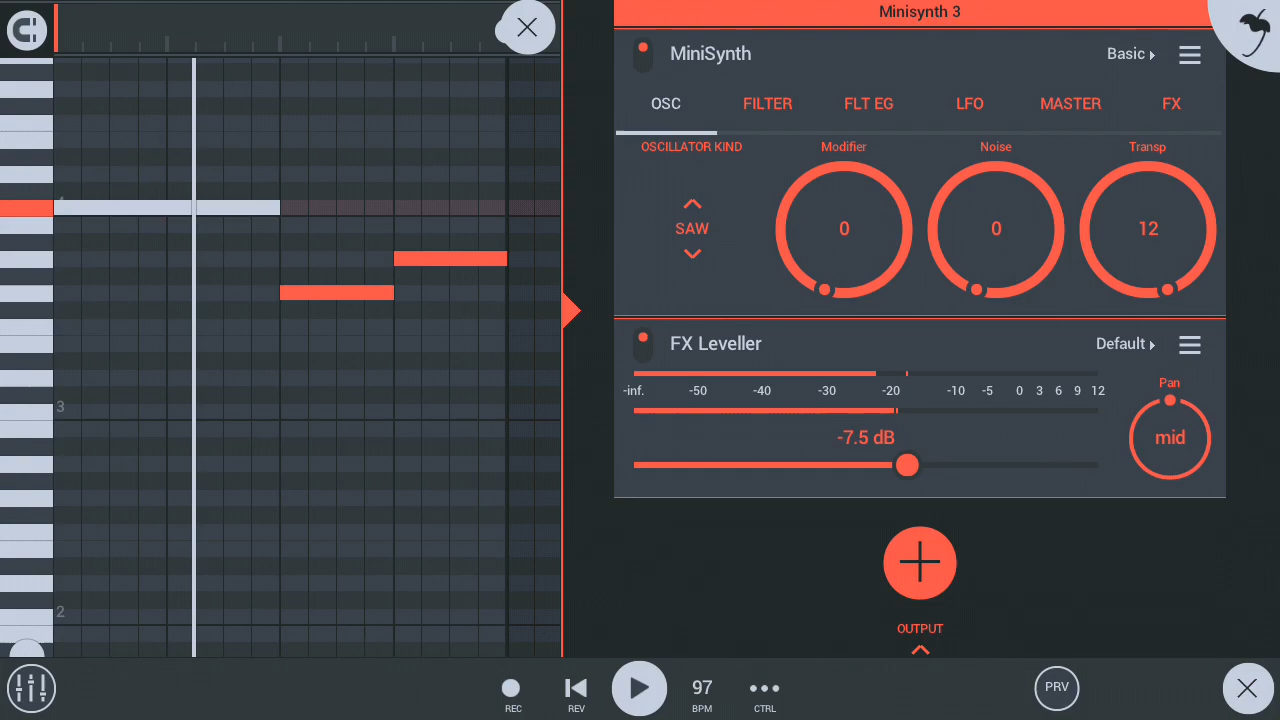 Minisynth 3
MiniSynth
Basic
OSC FILTER FLT EG LFO MASTER FX
OSCILLATOR KIND Modifier Noise Transp
SAW 0 0 12
FX Leveller
Default
-inf. -50 -40 -30 -20 -10 -5 0 3 6 9 12
Pan
-7.5 dB
mid
3
2
OUTPUT
97
PRV
REC REV BPM CTRL